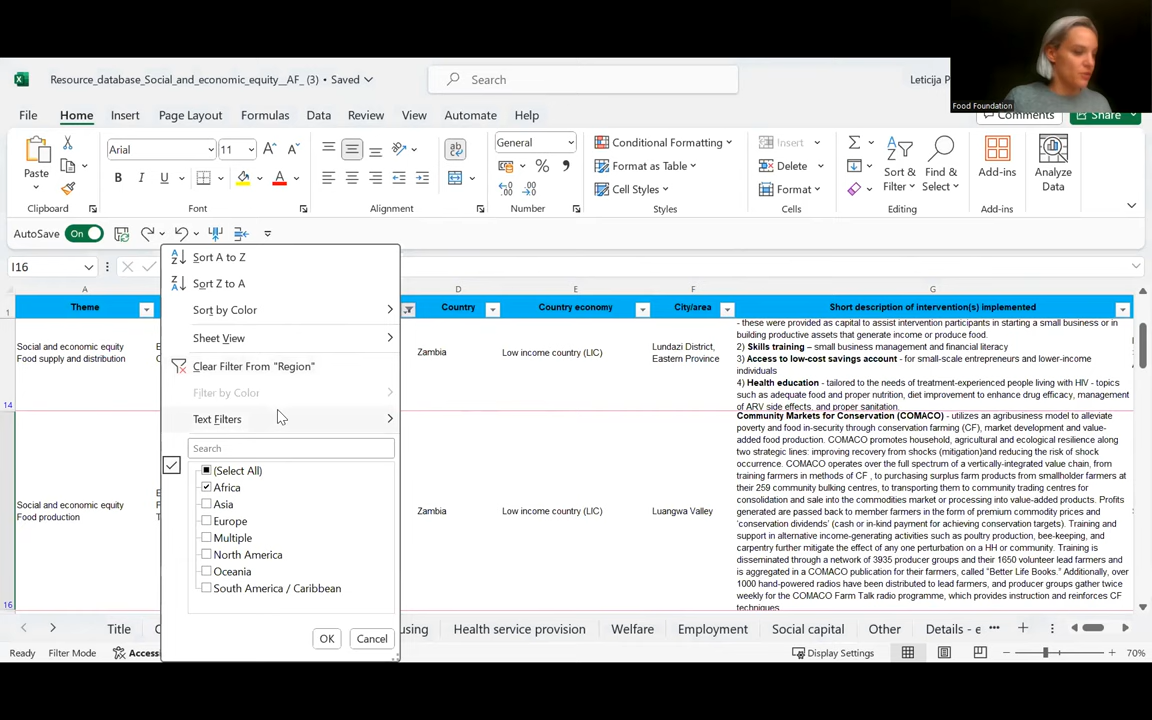 Resource_database_Social_and_economic_equity__AF_ (3) • Saved
Search
Leticija P
Food Foundation
File Home Insert Page Layout Formulas Data Review View Automate Help
Comments
Share
Paste
Clipboard
Arial
11
B I U
Font
Alignment
General
Number
Conditional Formatting
Format as Table
Cell Styles
Styles
Insert
Delete
Format
Cells
Sort &
Filter
Find &
Select
Editing
Add-ins
Add-ins
Analyze
Data
AutoSave On
I16
A D E F G
1
Theme
Country
Country economy
City/area
Short description of intervention(s) implemented
Social and economic equity
Food supply and distribution
Zambia
Low income country (LIC)
Lundazi District,
Eastern Province
- these were provided as capital to assist intervention participants in starting a small business or in
building productive assets that generate income or produce food.
2) Skills training – small business management and financial literacy
3) Access to low-cost savings account - for small-scale entrepreneurs and lower-income
individuals
4) Health education - tailored to the needs of treatment-experienced people living with HIV - topics
such as adequate food and proper nutrition, diet improvement to enhance drug efficacy, management
of ARV side effects, and proper sanitation.
14
Social and economic equity
Food production
Zambia
Low income country (LIC)
Luangwa Valley
Community Markets for Conservation (COMACO) - utilizes an agribusiness model to alleviate
poverty and food in-security through conservation farming (CF), market development and value-
added food production. COMACO promotes household, agricultural and ecological resilience along
two strategic lines: improving recovery from shocks (mitigation)and reducing the risk of shock
occurrence. COMACO operates over the full spectrum of a vertically-integrated value chain, from
training farmers in methods of CF , to purchasing surplus farm products from smallholder farmers at
their 259 community bulking centres, to transporting them to community trading centres for
consolidation and sale into the commodities market or processing into value-added products. Profits
generated are passed back to member farmers in the form of premium commodity prices and
'conservation dividends' (cash or in-kind payment for achieving conservation targets). Training and
support in alternative income-generating activities such as poultry production, bee-keeping, and
carpentry further mitigate the effect of any one perturbation on a HH or community. Training is
disseminated through a network of 3935 producer groups and their 1650 volunteer lead farmers and
is aggregated in a COMACO publication for their farmers, called "Better Life Books." Additionally, over
1000 hand-powered radios have been distributed to lead farmers, and producer groups gather twice
weekly for the COMACO Farm Talk radio programme, which provides instruction and reinforces CF
techniques.
16
Sort A to Z
Sort Z to A
Sort by Color
Sheet View
Clear Filter From "Region"
Filter by Color
Text Filters
Search
(Select All)
Africa
Asia
Europe
Multiple
North America
Oceania
South America / Caribbean
OK
Cancel
Title
Health service provision
Welfare
Employment
Social capital
Other
Details - e
Ready
Filter Mode
Display Settings
70%